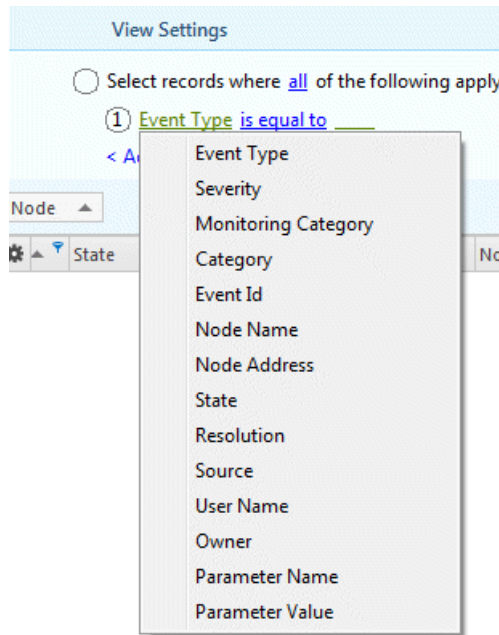 View Settings
Select records where all of the following apply
1 Event Type is equal to
< A
Event Type
Severity
Monitoring Category
Category
Event Id
Node Name
Node Address
State
Resolution
Source
User Name
Owner
Parameter Name
Parameter Value
Node
State
No